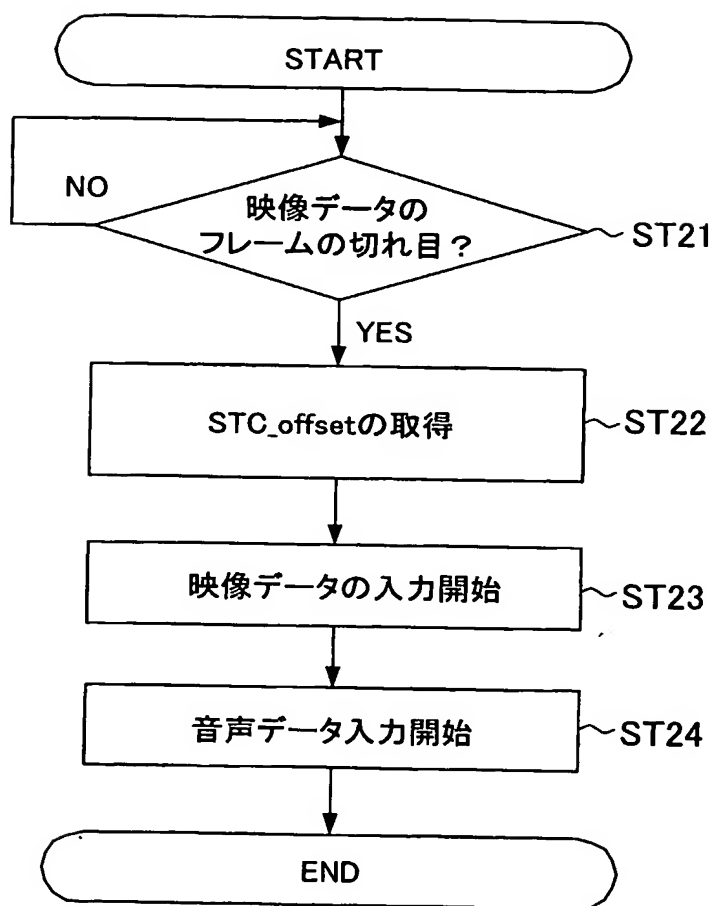 START
NO
映像データの
フレームの切れ目？
ST21
YES
STC_offsetの取得
ST22
映像データの入力開始
ST23
音声データ入力開始
ST24
END